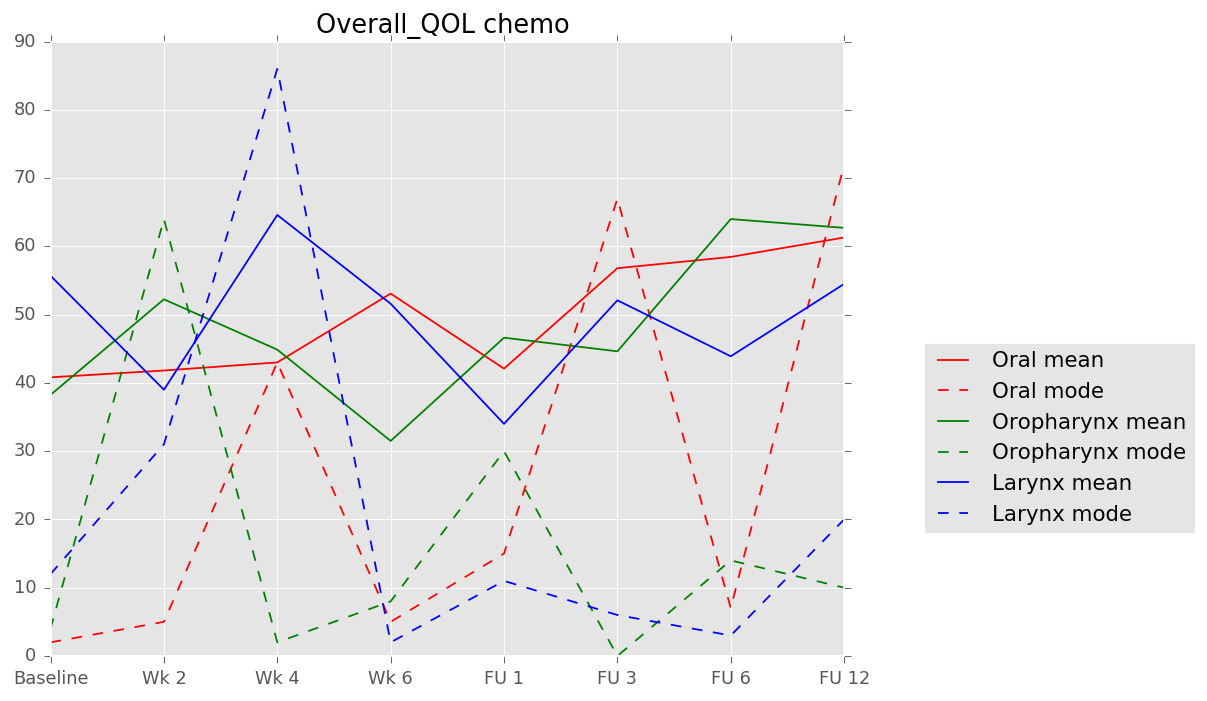 Overall_QOL chemo
90
80
70
60
50
40
30
20
10
0
Baseline Wk 2 Wk 4 Wk 6 FU 1 FU 3 FU 6 FU 12
Oral mean
Oral mode
Oropharynx mean
Oropharynx mode
Larynx mean
Larynx mode